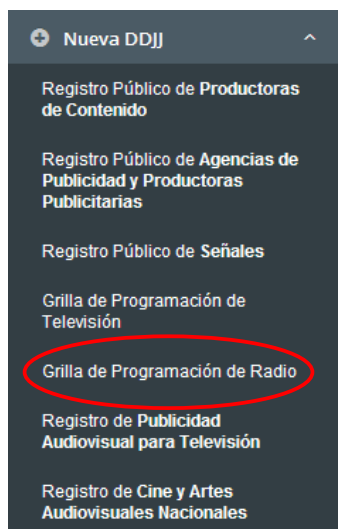 Nueva DDJJ
Registro Público de Productoras
de Contenido
Registro Público de Agencias de
Publicidad y Productoras
Publicitarias
Registro Público de Señales
Grilla de Programación de
Televisión
Grilla de Programación de Radio
Registro de Publicidad
Audiovisual para Televisión
Registro de Cine y Artes
Audiovisuales Nacionales